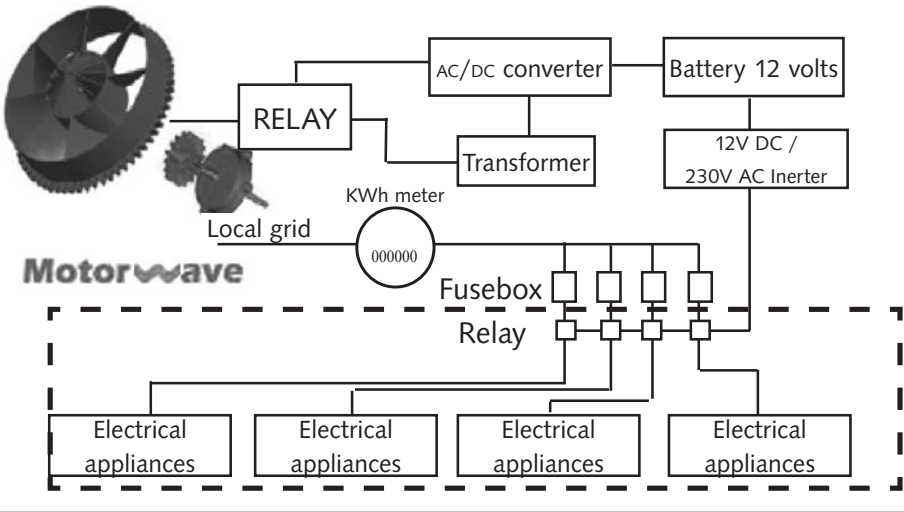 AC/DC converter
Battery 12 volts
RELAY
Transformer
12V DC /
230V AC Inerter
KWh meter
Local grid
000000
Motorwave
Fusebox
Relay
Electrical
appliances
Electrical
appliances
Electrical
appliances
Electrical
appliances